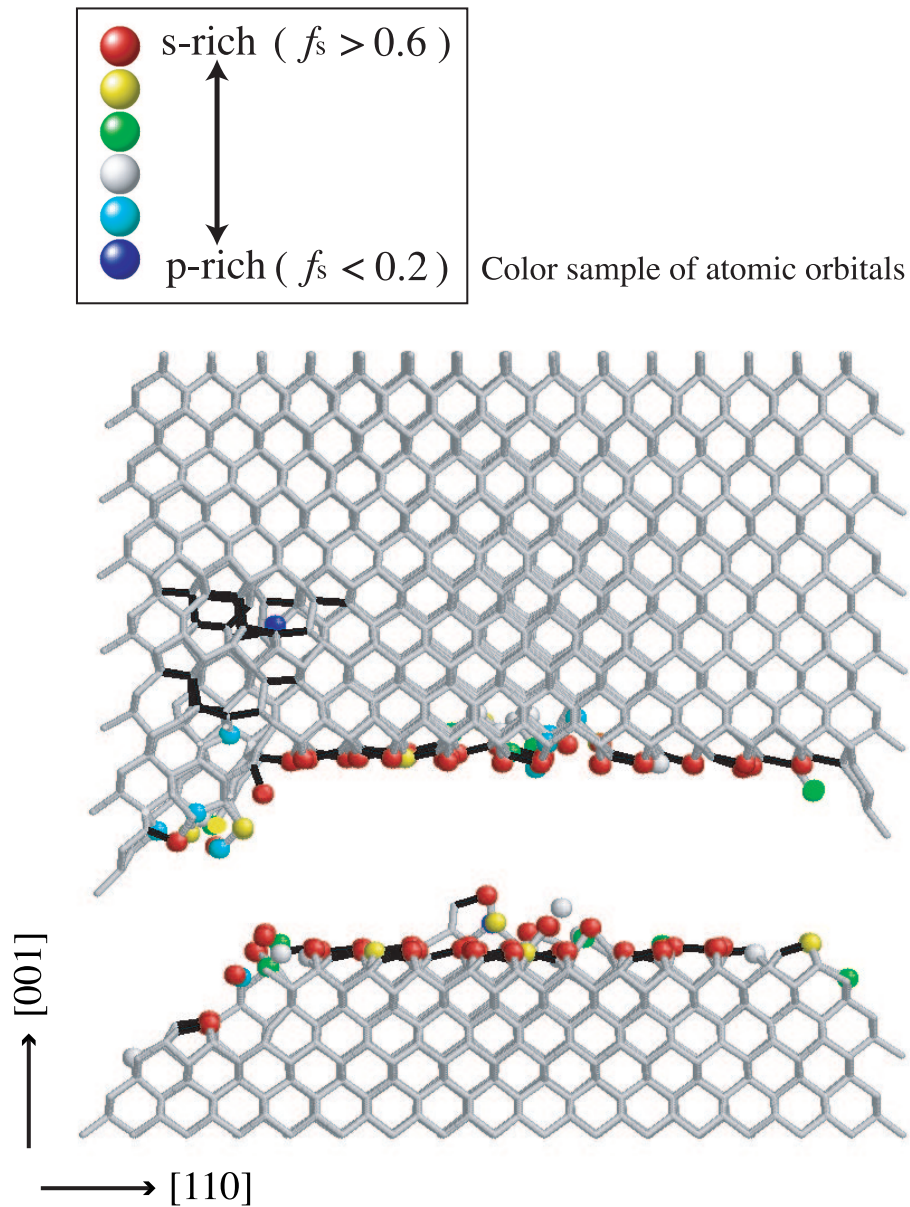 s-rich ( fs > 0.6 )
p-rich ( fs < 0.2 )
Color sample of atomic orbitals
[001]
[110]